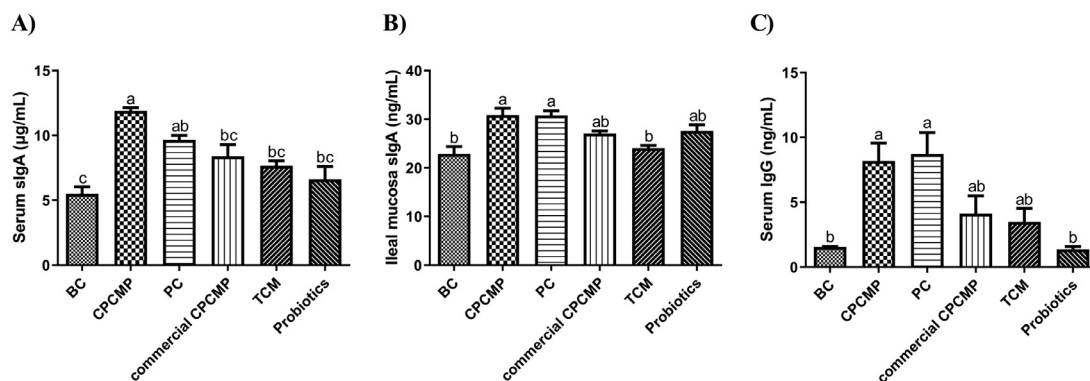 A)
Serum sIgA (μg/mL)
15
10
5
0
c
a
ab
bc
bc
bc
BC
CPCMP
PC
commercial CPCMP
TCM
Probiotics
B)
Ileal mucosa sIgA (ng/mL)
40
30
20
10
0
b
a
a
ab
b
ab
BC
CPCMP
PC
commercial CPCMP
TCM
Probiotics
C)
Serum IgG (ng/mL)
15
10
5
0
b
a
a
ab
ab
b
BC
CPCMP
PC
commercial CPCMP
TCM
Probiotics